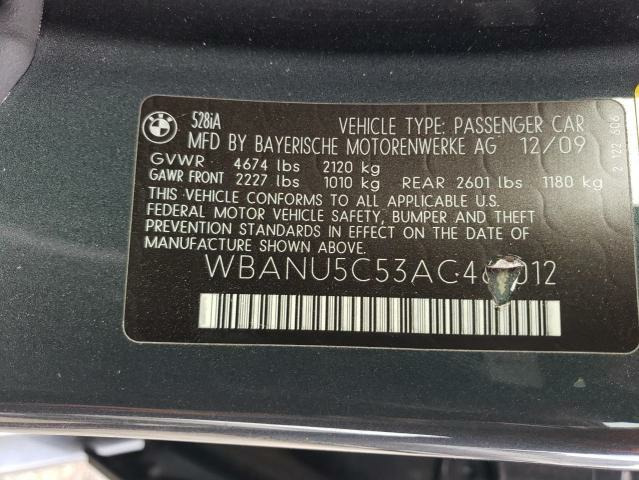 BMW
528iA
VEHICLE TYPE: PASSENGER CAR
MFD BY BAYERISCHE MOTORENWERKE AG 12/09
GVWR 4674 lbs 2120 kg
GAWR FRONT 2227 lbs 1010 kg REAR 2601 lbs 1180 kg
THIS VEHICLE CONFORMS TO ALL APPLICABLE U.S.
FEDERAL MOTOR VEHICLE SAFETY, BUMPER AND THEFT
PREVENTION STANDARDS IN EFFECT ON THE DATE OF
MANUFACTURE SHOWN ABOVE.